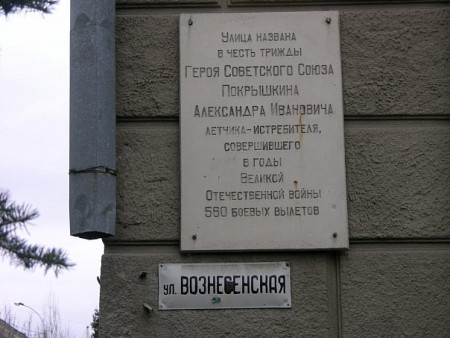 Улица названа
в честь трижды
Героя Советского Союза
Покрышкина
Александра Ивановича
летчика-истребителя,
совершившего
в годы
Великой
Отечественной войны
560 боевых вылетов
ул. ВОЗНЕСЕНСКАЯ